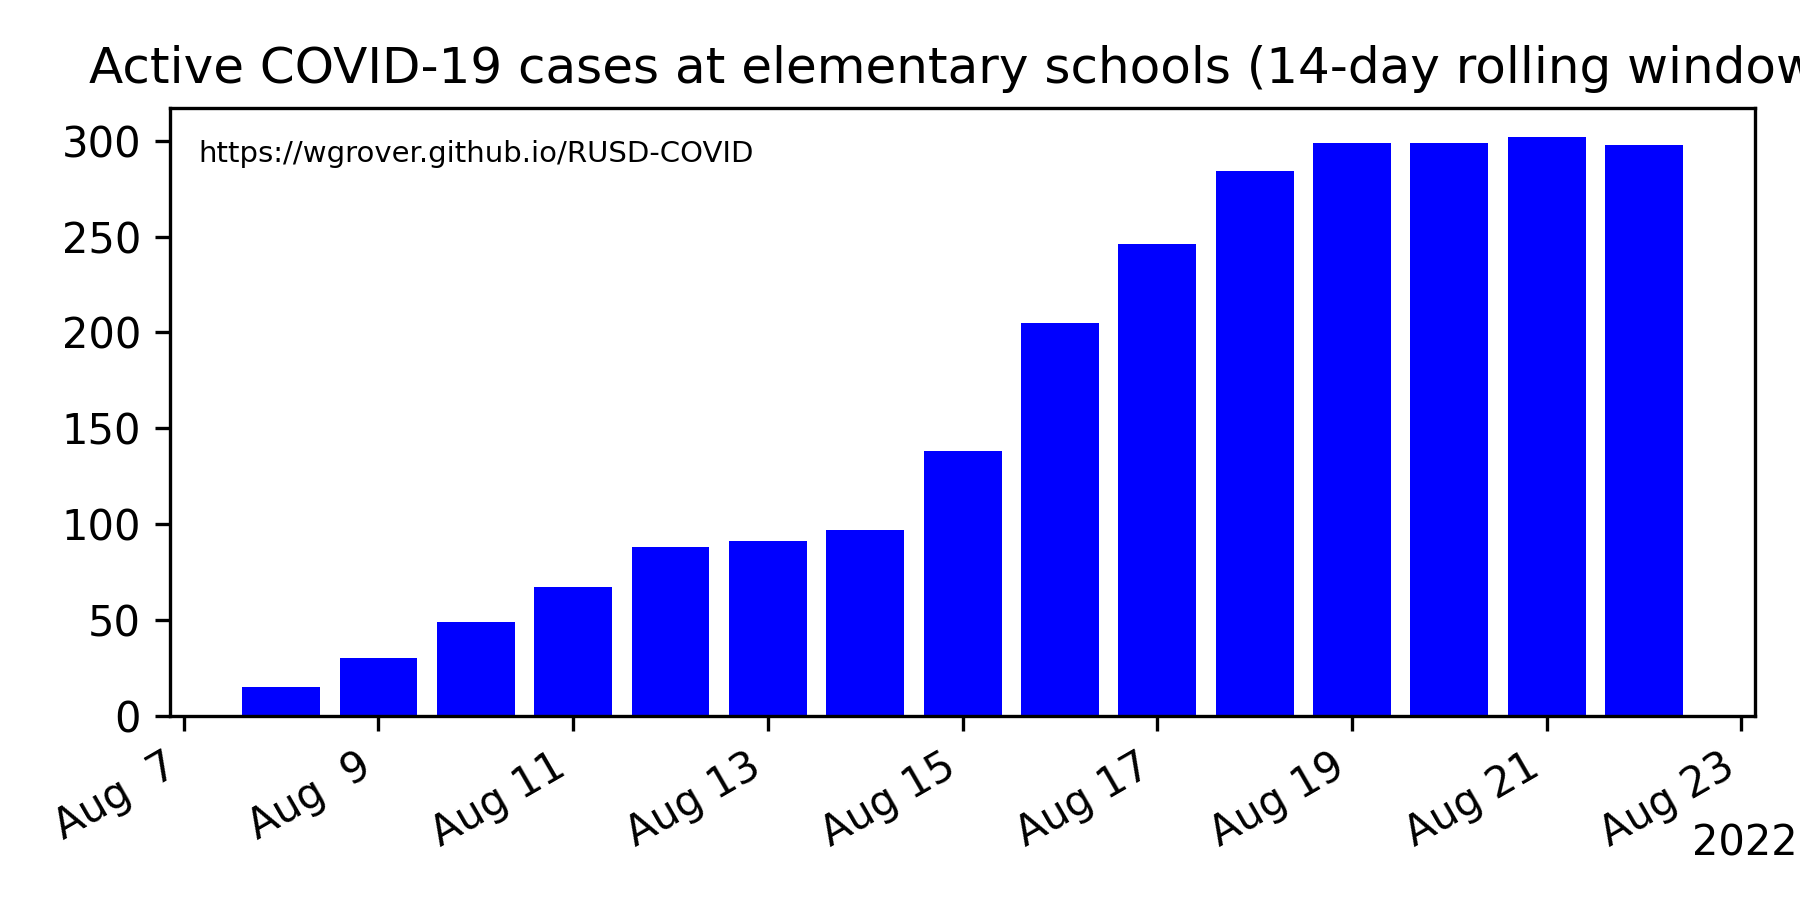 Active COVID-19 cases at elementary schools (14-day rolling window
https://wgrover.github.io/RUSD-COVID
300
250
200
150
100
50
0
Aug 7
Aug 9
Aug 11
Aug 13
Aug 15
Aug 17
Aug 19
Aug 21
Aug 23
2022